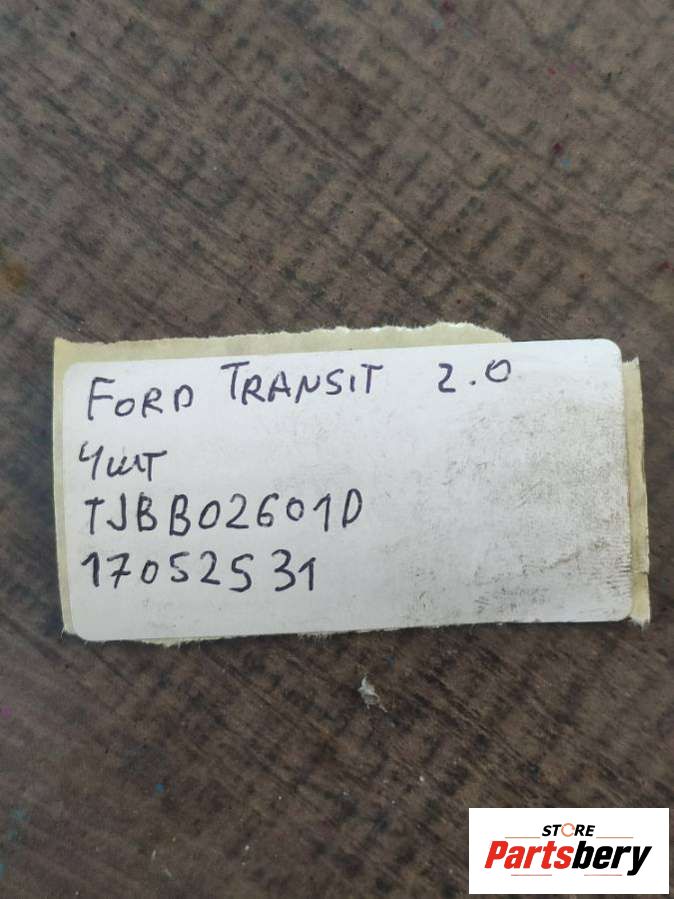 FORD TRANSIT 2.0
4шт
TJBB02601D
17052531
STORE
Partsbery